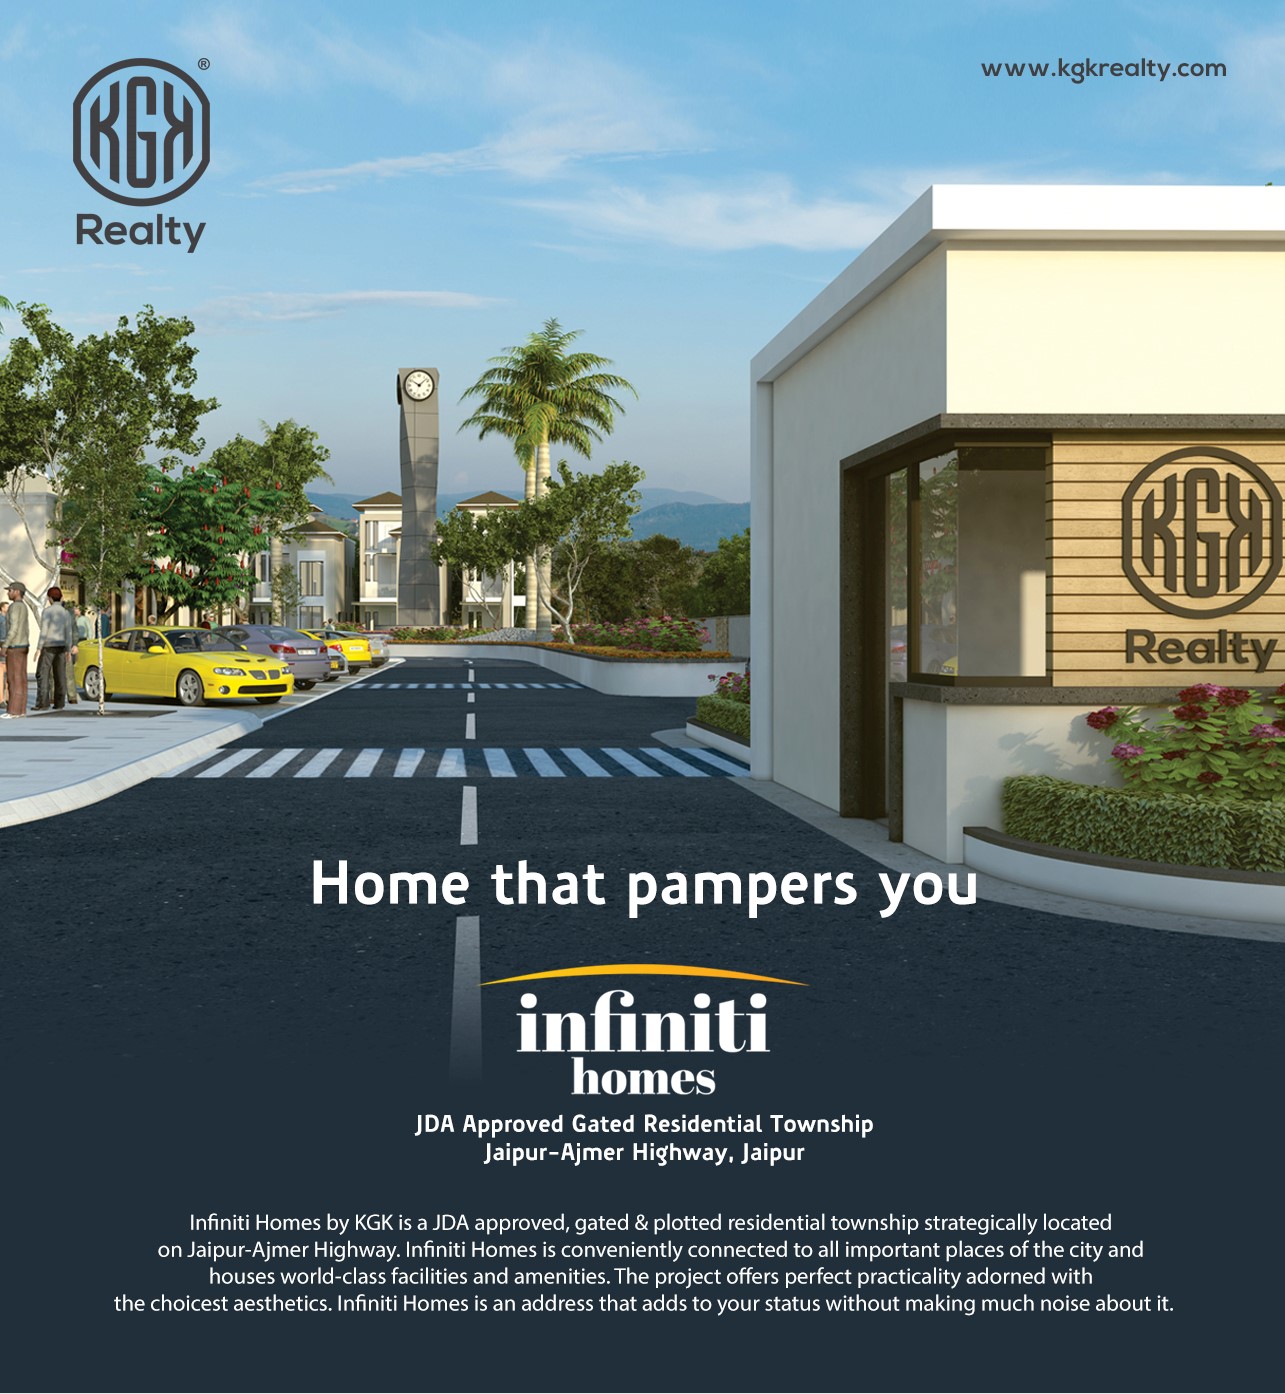 KGK®
Realty
www.kgkrealty.com
KGK
Realty
Home that pampers you
infiniti
homes
JDA Approved Gated Residential Township
Jaipur-Ajmer Highway, Jaipur
Infiniti Homes by KGK is a JDA approved, gated & plotted residential township strategically located
on Jaipur-Ajmer Highway. Infiniti Homes is conveniently connected to all important places of the city and
houses world-class facilities and amenities. The project offers perfect practicality adorned with
the choicest aesthetics. Infiniti Homes is an address that adds to your status without making much noise about it.